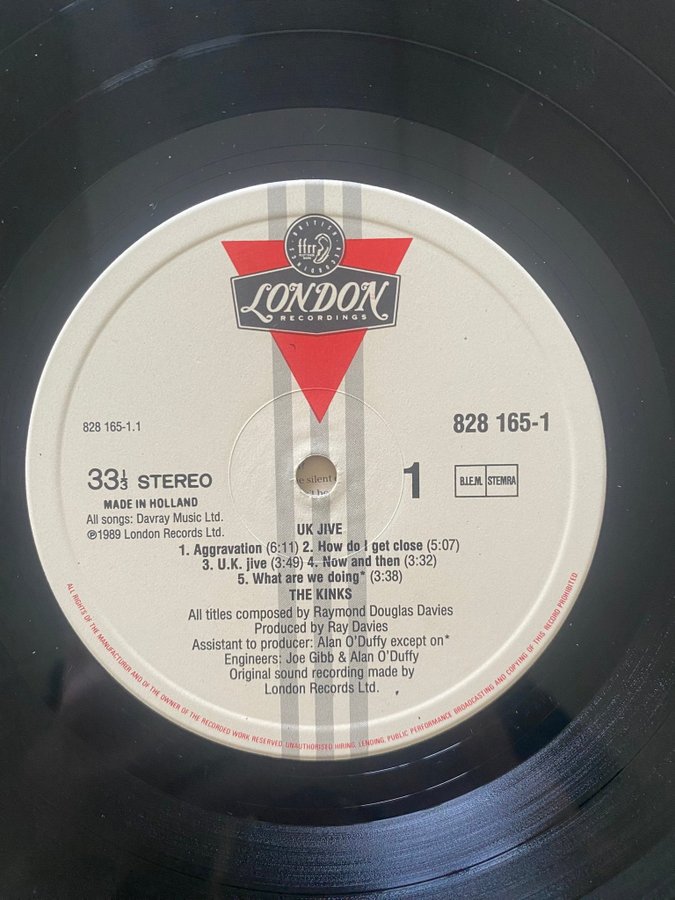 BRITISH RECORDINGS
ffrr
LONDON
RECORDINGS
828 165-1.1
828 165-1
33⅓ STEREO
1
B.I.E.M. STEMRA
MADE IN HOLLAND
All songs: Davray Music Ltd.
℗1989 London Records Ltd.
e silent
UK JIVE
1. Aggravation (6:11) 2. How do I get close (5:07)
3. U.K. jive (3:49) 4. Now and then (3:32)
5. What are we doing* (3:38)
THE KINKS
All titles composed by Raymond Douglas Davies
Produced by Ray Davies
Assistant to producer: Alan O'Duffy except on*
Engineers: Joe Gibb & Alan O'Duffy
Original sound recording made by
London Records Ltd.
ALL RIGHTS OF THE MANUFACTURER AND OF THE OWNER OF THE RECORDED WORK RESERVED. UNAUTHORISED HIRING, LENDING, PUBLIC PERFORMANCE BROADCASTING AND COPYING OF THIS RECORD PROHIBITED